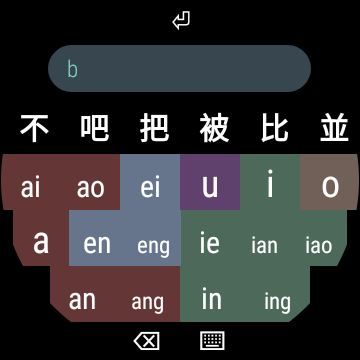 b
不 吧 把 被 比 並
ai ao ei u i o
a en eng ie ian iao
an ang in ing